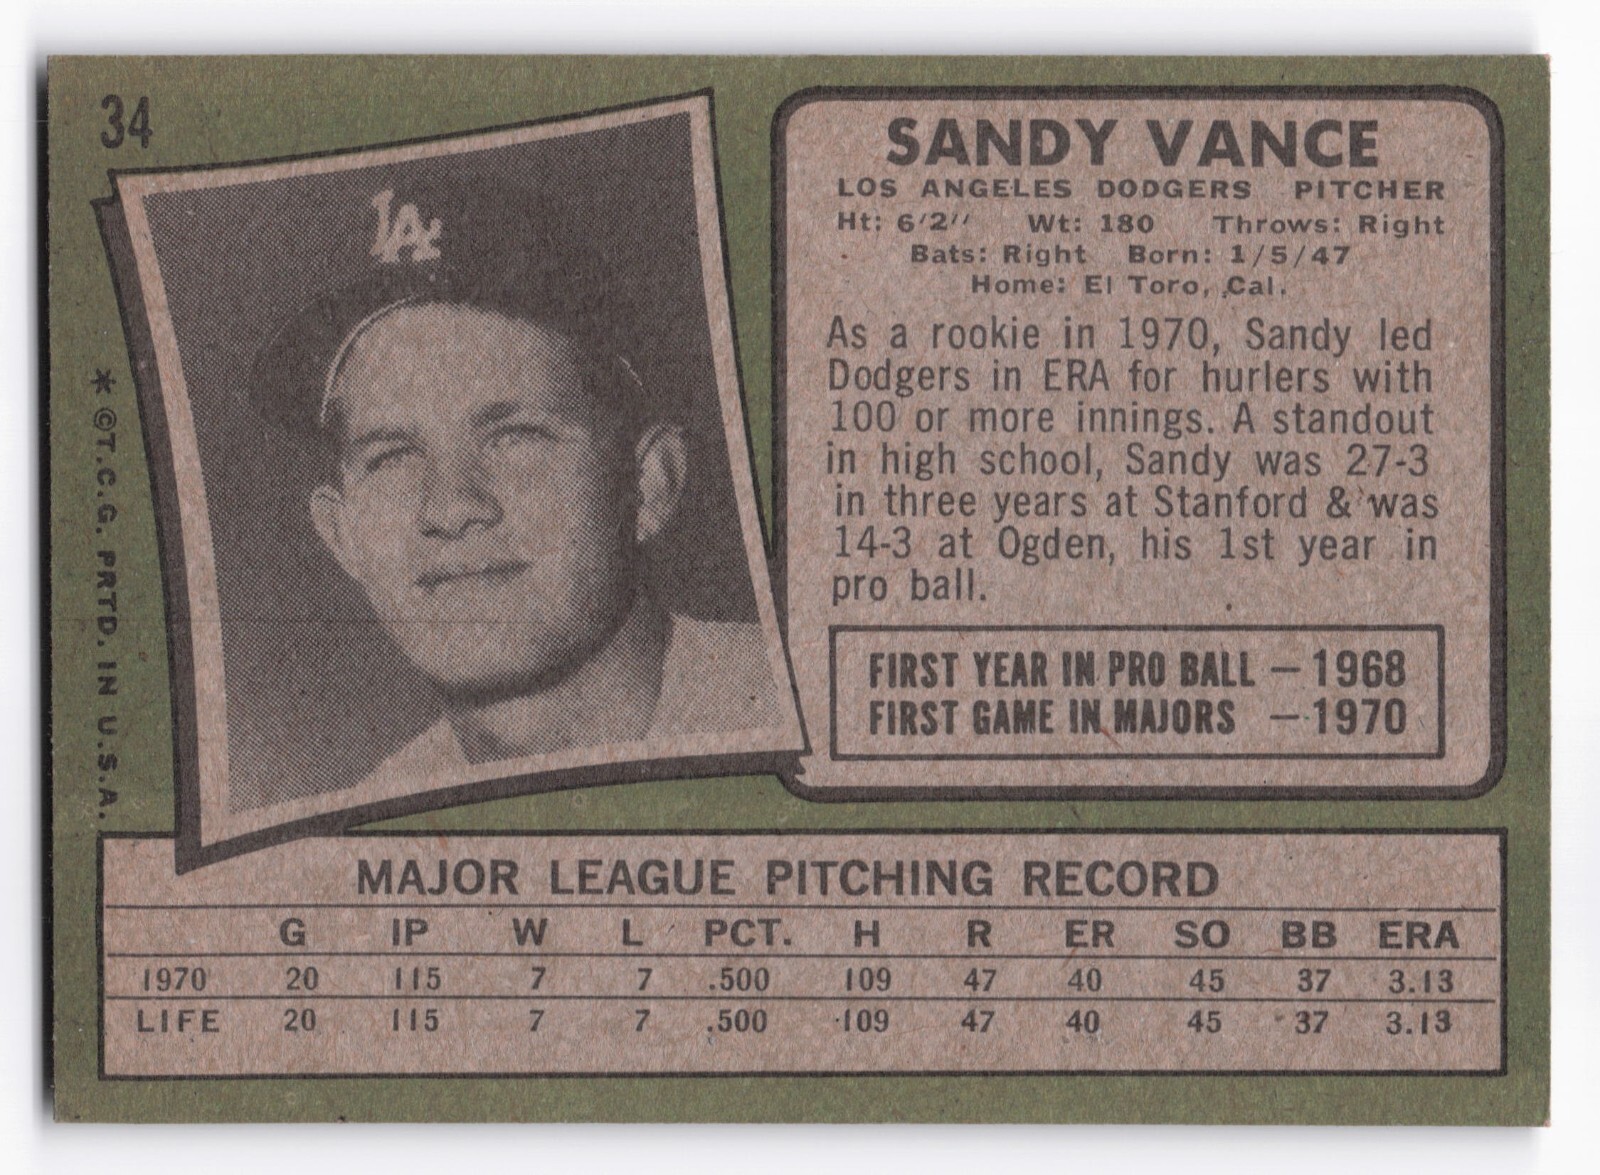 34
LA
* ©T.C.G. PRTD. IN U.S.A.
SANDY VANCE
LOS ANGELES DODGERS PITCHER
Ht: 6'2" Wt: 180 Throws: Right
Bats: Right Born: 1/5/47
Home: El Toro, Cal.
As a rookie in 1970, Sandy led
Dodgers in ERA for hurlers with
100 or more innings. A standout
in high school, Sandy was 27-3
in three years at Stanford & was
14-3 at Ogden, his 1st year in
pro ball.
FIRST YEAR IN PRO BALL — 1968
FIRST GAME IN MAJORS — 1970
MAJOR LEAGUE PITCHING RECORD
G IP W L PCT. H R ER SO BB ERA
1970 20 115 7 7 .500 109 47 40 45 37 3.13
LIFE 20 115 7 7 .500 109 47 40 45 37 3.13